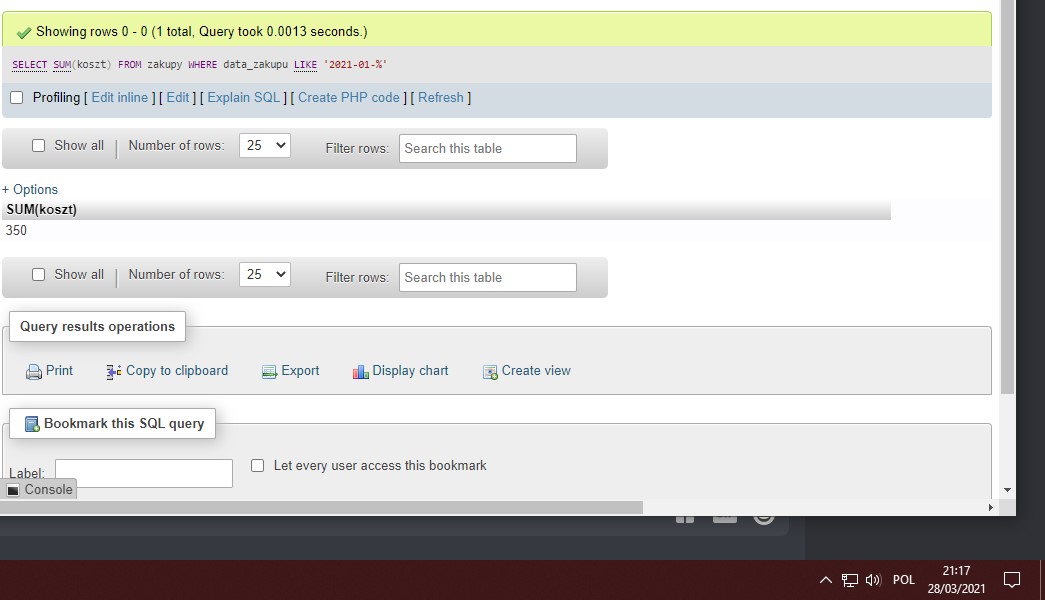 Showing rows 0 - 0 (1 total, Query took 0.0013 seconds.)
SELECT SUM(koszt) FROM zakupy WHERE data_zakupu LIKE '2021-01-%'
Profiling [ Edit inline ] [ Edit ] [ Explain SQL ] [ Create PHP code ] [ Refresh ]
Show all | Number of rows: 25 Filter rows: Search this table
+ Options
SUM(koszt)
350
Show all | Number of rows: 25 Filter rows: Search this table
Query results operations
Print Copy to clipboard Export Display chart Create view
Bookmark this SQL query
Label: Let every user access this bookmark
Console
POL 21:17
28/03/2021